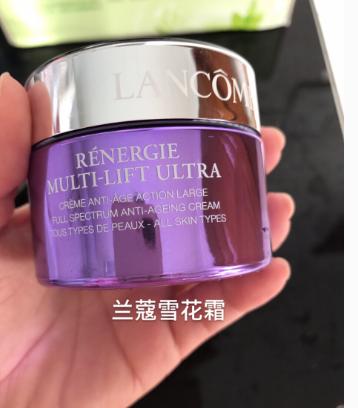 LANCÔM
RÉNERGIE
MULTI-LIFT ULTRA
CRÈME ANTI-ÂGE ACTION LARGE
FULL SPECTRUM ANTI-AGEING CREAM
TOUS TYPES DE PEAUX - ALL SKIN TYPES
兰蔻雪花霜